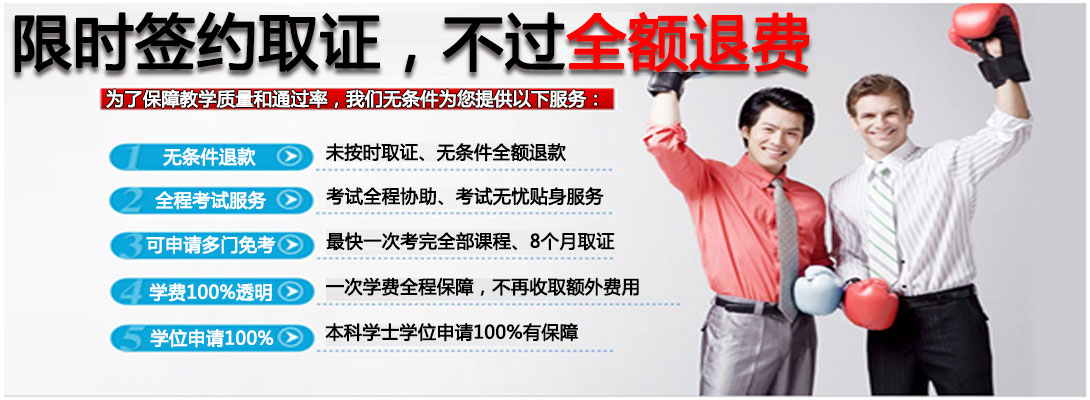 限时签约取证，不过全额退费
为了保障教学质量和通过率，我们无条件为您提供以下服务：
1 无条件退款 未按时取证、无条件全额退款
2 全程考试服务 考试全程协助、考试无忧贴身服务
3 可申请多门免考 最快一次考完全部课程、8个月取证
4 学费100%透明 一次学费全程保障，不再收取额外费用
5 学位申请100% 本科学士学位申请100%有保障